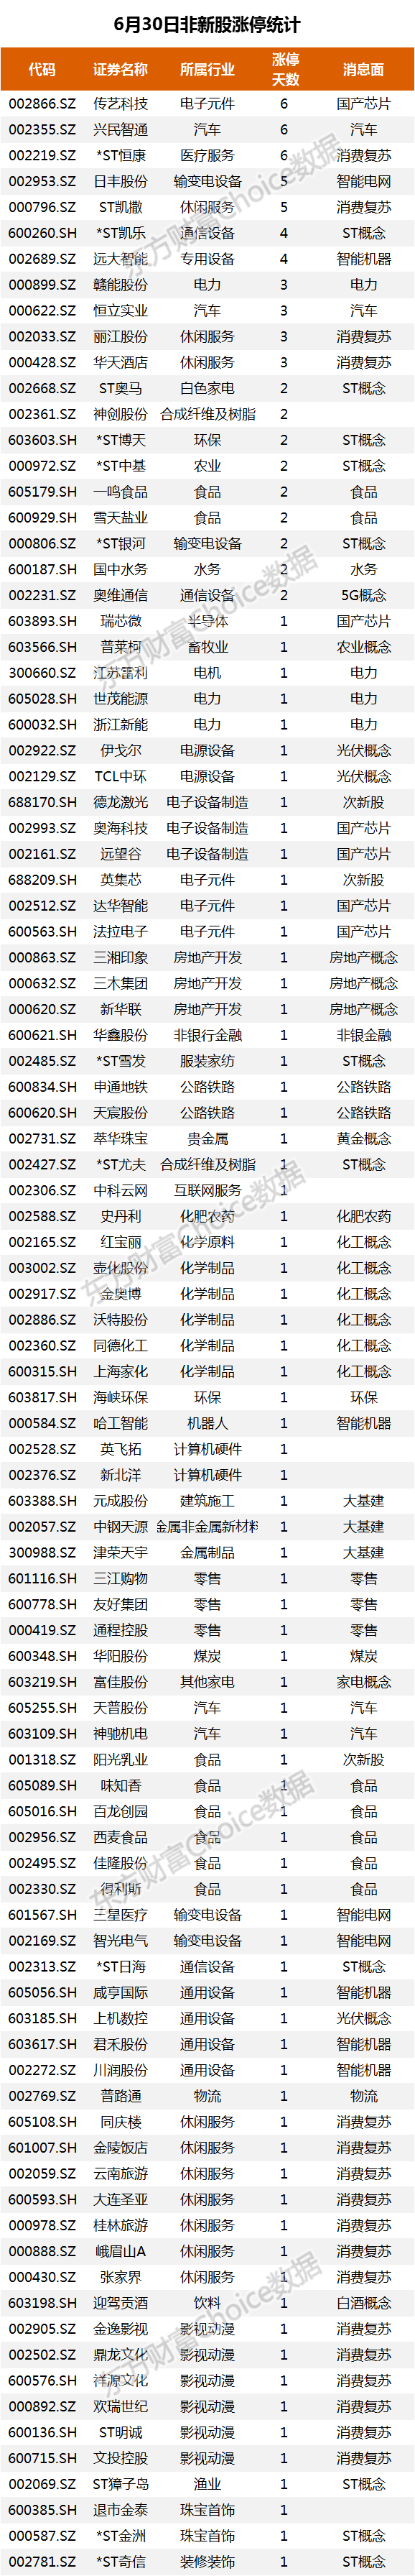 6月30日非新股涨停统计
代码 证券名称 所属行业 涨停天数 消息面
002866.SZ 传艺科技 电子元件 6 国产芯片
002355.SZ 兴民智通 汽车 6 汽车
002219.SZ *ST恒康 医疗服务 6 消费复苏
002953.SZ 日丰股份 输变电设备 5 智能电网
000796.SZ ST凯撒 休闲服务 5 消费复苏
600260.SH *ST凯乐 通信设备 4 ST概念
002689.SZ 远大智能 专用设备 4 智能机器
000899.SZ 赣能股份 电力 3 电力
000622.SZ 恒立实业 汽车 3 汽车
002033.SZ 丽江股份 休闲服务 3 消费复苏
000428.SZ 华天酒店 休闲服务 3 消费复苏
002668.SZ ST奥马 白色家电 2 ST概念
002361.SZ 神剑股份 合成纤维及树脂 2
603603.SH *ST博天 环保 2 ST概念
000972.SZ *ST中基 农业 2 ST概念
605179.SH 一鸣食品 食品 2 食品
600929.SH 雪天盐业 食品 2 食品
000806.SZ *ST银河 输变电设备 2 ST概念
600187.SH 国中水务 水务 2 水务
002231.SZ 奥维通信 通信设备 2 5G概念
603893.SH 瑞芯微 半导体 1 国产芯片
603566.SH 普莱柯 畜牧业 1 农业概念
300660.SZ 江苏雷利 电机 1 电力
605028.SH 世茂能源 电力 1 电力
600032.SH 浙江新能 电力 1 电力
002922.SZ 伊戈尔 电源设备 1 光伏概念
002129.SZ TCL中环 电源设备 1 光伏概念
688170.SH 德龙激光 电子设备制造 1 次新股
002993.SZ 奥海科技 电子设备制造 1 国产芯片
002161.SZ 远望谷 电子设备制造 1 国产芯片
688209.SH 英集芯 电子元件 1 次新股
002512.SZ 达华智能 电子元件 1 国产芯片
600563.SH 法拉电子 电子元件 1 国产芯片
000863.SZ 三湘印象 房地产开发 1 房地产概念
000632.SZ 三木集团 房地产开发 1 房地产概念
000620.SZ 新华联 房地产开发 1 房地产概念
600621.SH 华鑫股份 非银行金融 1 非银金融
002485.SZ *ST雪发 服装家纺 1 ST概念
600834.SH 申通地铁 公路铁路 1 公路铁路
600620.SH 天宸股份 公路铁路 1 公路铁路
002731.SZ 萃华珠宝 贵金属 1 黄金概念
002427.SZ *ST尤夫 合成纤维及树脂 1 ST概念
002306.SZ 中科云网 互联网服务 1
002588.SZ 史丹利 化肥农药 1 化肥农药
002165.SZ 红宝丽 化学原料 1 化工概念
003002.SZ 壶化股份 化学制品 1 化工概念
002917.SZ 金奥博 化学制品 1 化工概念
002886.SZ 沃特股份 化学制品 1 化工概念
002360.SZ 同德化工 化学制品 1 化工概念
600315.SH 上海家化 化学制品 1 化工概念
603817.SH 海峡环保 环保 1 环保
000584.SZ 哈工智能 机器人 1 智能机器
002528.SZ 英飞拓 计算机硬件 1
002376.SZ 新北洋 计算机硬件 1
603388.SH 元成股份 建筑施工 1 大基建
002057.SZ 中钢天源 金属非金属新材料 1 大基建
300988.SZ 津荣天宇 金属制品 1 大基建
601116.SH 三江购物 零售 1 零售
600778.SH 友好集团 零售 1 零售
000419.SZ 通程控股 零售 1 零售
600348.SH 华阳股份 煤炭 1 煤炭
603219.SH 富佳股份 其他家电 1 家电概念
605255.SH 天普股份 汽车 1 汽车
603109.SH 神驰机电 汽车 1 汽车
001318.SZ 阳光乳业 食品 1 次新股
605089.SH 味知香 食品 1 食品
605016.SH 百龙创园 食品 1 食品
002956.SZ 西麦食品 食品 1 食品
002495.SZ 佳隆股份 食品 1 食品
002330.SZ 得利斯 食品 1 食品
601567.SH 三星医疗 输变电设备 1 智能电网
002169.SZ 智光电气 输变电设备 1 智能电网
002313.SZ *ST日海 通信设备 1 ST概念
605056.SH 咸亨国际 通用设备 1 智能机器
603185.SH 上机数控 通用设备 1 光伏概念
603617.SH 君禾股份 通用设备 1 智能机器
002272.SZ 川润股份 通用设备 1 智能机器
002769.SZ 普路通 物流 1 物流
605108.SH 同庆楼 休闲服务 1 消费复苏
601007.SH 金陵饭店 休闲服务 1 消费复苏
002059.SZ 云南旅游 休闲服务 1 消费复苏
600593.SH 大连圣亚 休闲服务 1 消费复苏
000978.SZ 桂林旅游 休闲服务 1 消费复苏
000888.SZ 峨眉山A 休闲服务 1 消费复苏
000430.SZ 张家界 休闲服务 1 消费复苏
603198.SH 迎驾贡酒 饮料 1 白酒概念
002905.SZ 金逸影视 影视动漫 1 消费复苏
002502.SZ 鼎龙文化 影视动漫 1 消费复苏
600576.SH 祥源文化 影视动漫 1 消费复苏
000892.SZ 欢瑞世纪 影视动漫 1 消费复苏
600136.SH ST明诚 影视动漫 1 消费复苏
600715.SH 文投控股 影视动漫 1 消费复苏
002069.SZ ST獐子岛 渔业 1 ST概念
600385.SH 退市金泰 珠宝首饰 1
000587.SZ *ST金洲 珠宝首饰 1 ST概念
002781.SZ *ST奇信 装修装饰 1 ST概念
东方财富Choice数据
东方财富Choice数据
东方财富Choice数据
东方财富Choice数据
东方财富Choice数据